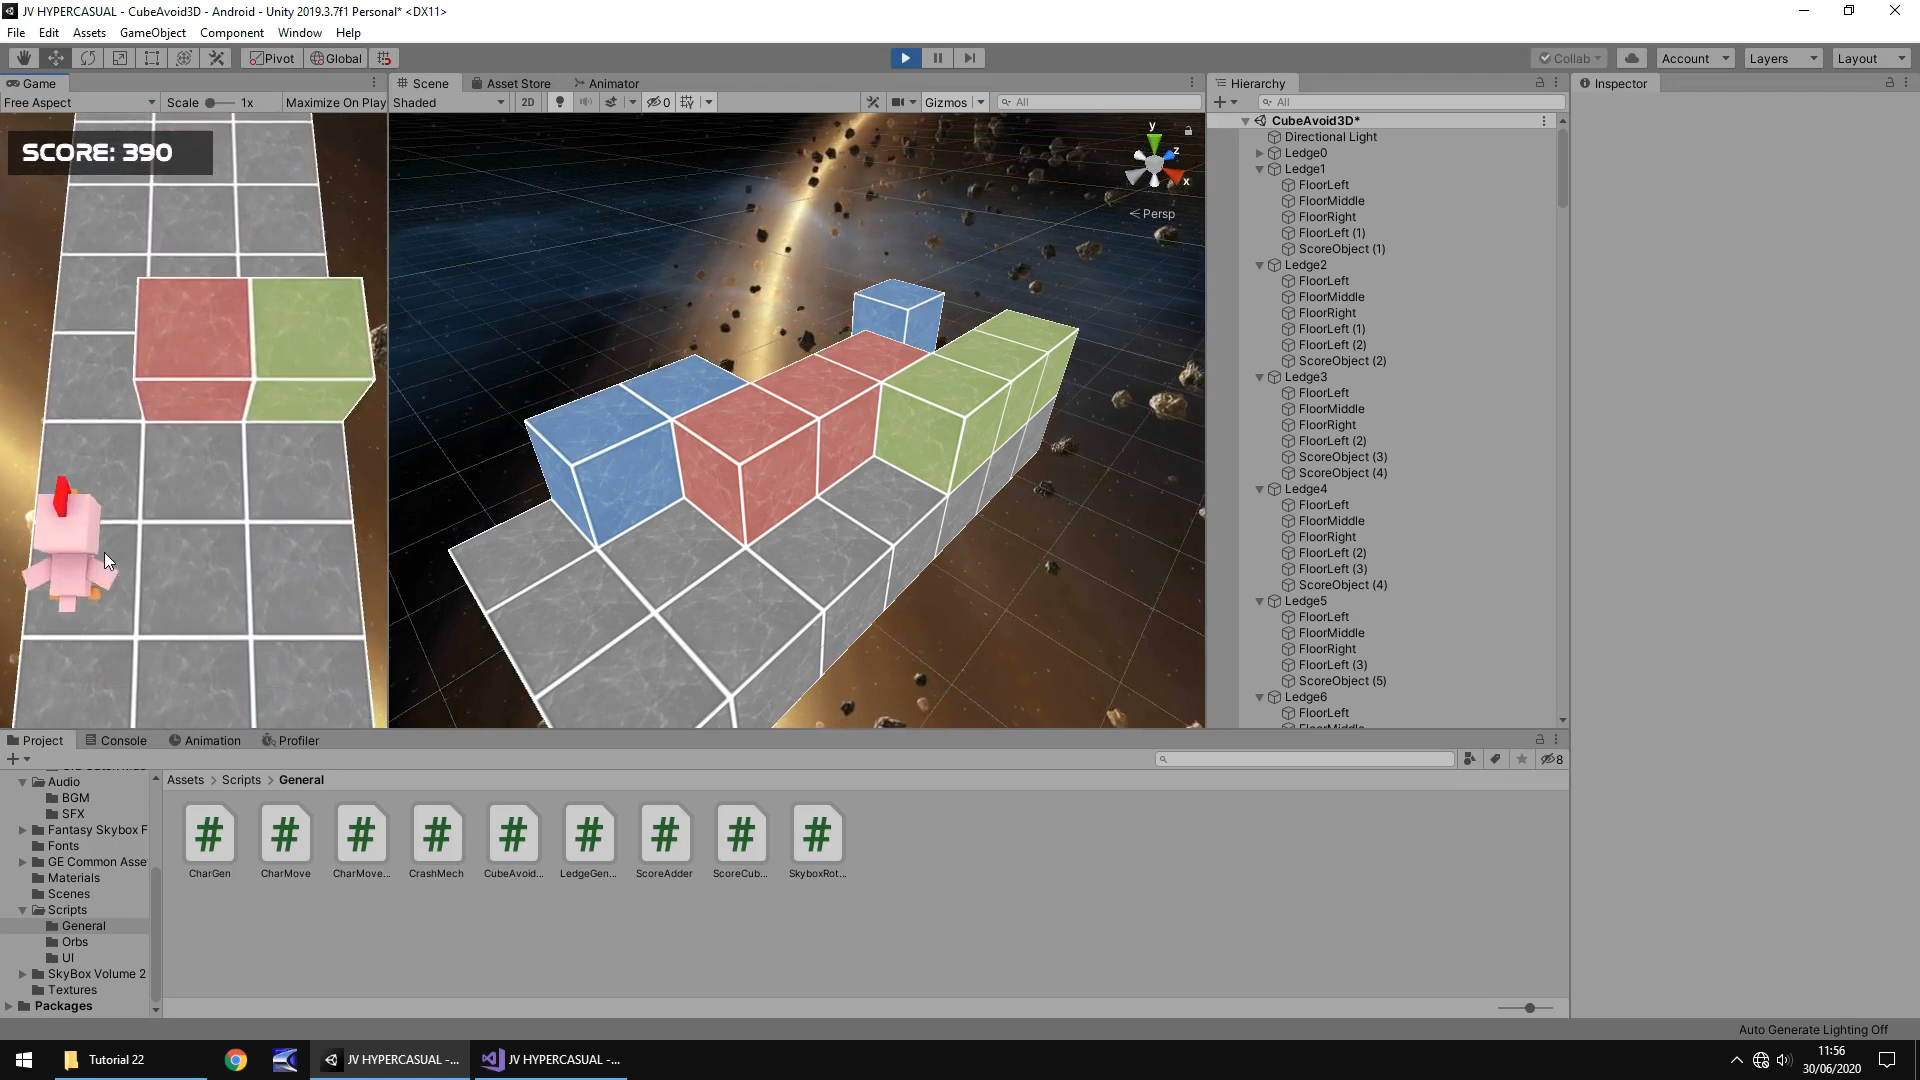 JV HYPERCASUAL - CubeAvoid3D - Android - Unity 2019.3.7f1 Personal* <DX11>
File Edit Assets GameObject Component Window Help
Pivot Global Collab Account Layers Layout
Game Scene Asset Store Animator Hierarchy Inspector
Free Aspect Scale 1x Maximize On Play Shaded 2D 0 Gizmos All All
SCORE: 390
y
z
x
Persp
CubeAvoid3D*
Directional Light
Ledge0
Ledge1
FloorLeft
FloorMiddle
FloorRight
FloorLeft (1)
ScoreObject (1)
Ledge2
FloorLeft
FloorMiddle
FloorRight
FloorLeft (1)
FloorLeft (2)
ScoreObject (2)
Ledge3
FloorLeft
FloorMiddle
FloorRight
FloorLeft (2)
ScoreObject (3)
ScoreObject (4)
Ledge4
FloorLeft
FloorMiddle
FloorRight
FloorLeft (2)
FloorLeft (3)
ScoreObject (4)
Ledge5
FloorLeft
FloorMiddle
FloorRight
FloorLeft (3)
ScoreObject (5)
Ledge6
FloorLeft
Project Console Animation Profiler
8
Audio
BGM
SFX
Fantasy Skybox F
Fonts
GE Common Asse
Materials
Scenes
Scripts
General
Orbs
UI
SkyBox Volume 2
Textures
Packages
Assets > Scripts > General
CharGen CharMove CharMove... CrashMech CubeAvoid... LedgeGen... ScoreAdder ScoreCub... SkyboxRot...
Auto Generate Lighting Off
Tutorial 22 JV HYPERCASUAL -... JV HYPERCASUAL -...
11:56
30/06/2020